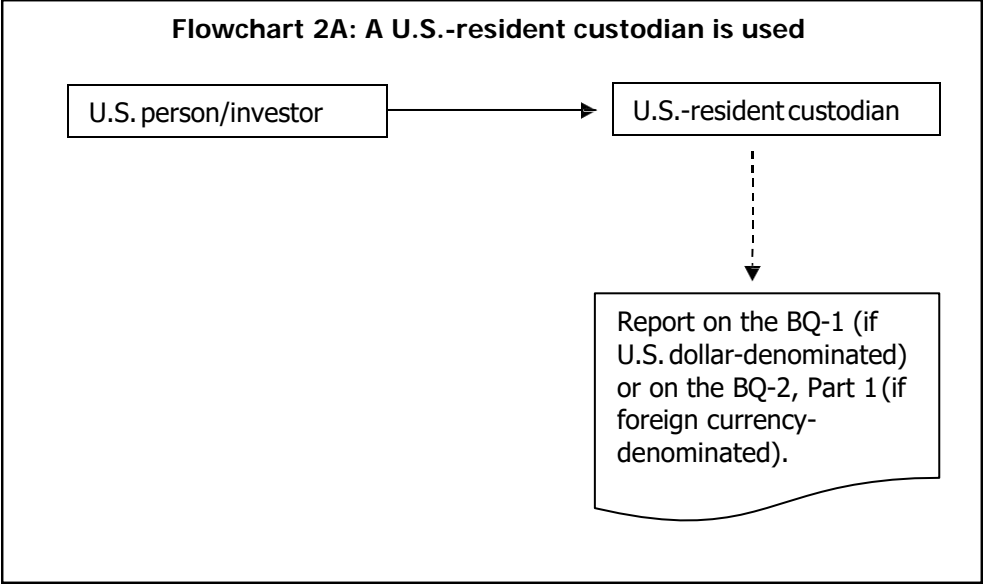 Flowchart 2A: A U.S.-resident custodian is used
U.S. person/investor
U.S.-resident custodian
Report on the BQ-1 (if
U.S. dollar-denominated)
or on the BQ-2, Part 1 (if
foreign currency-
denominated).